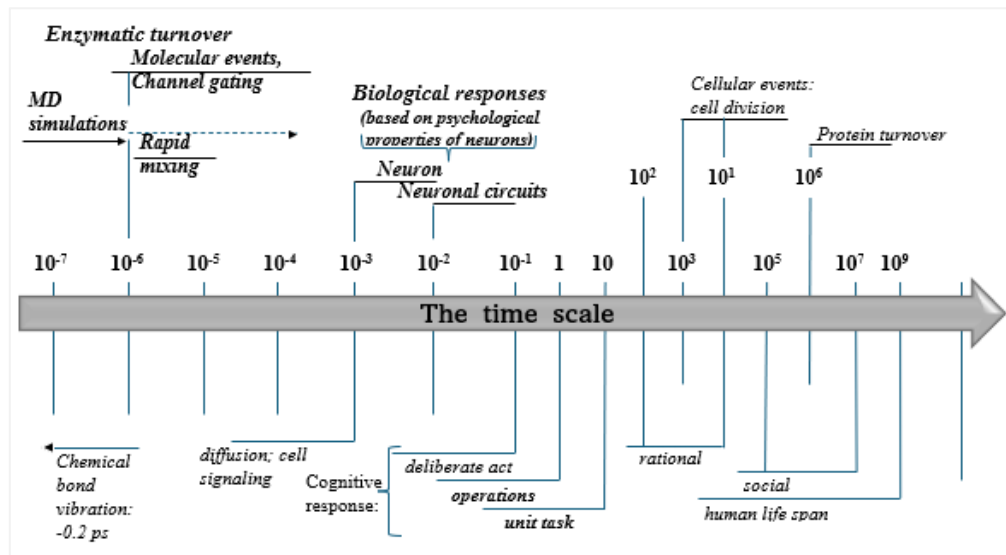 Enzymatic turnover
Molecular events,
Channel gating
MD
simulations
Rapid
mixing
Biological responses
(based on psychological
properties of neurons)
Neuron
Neuronal circuits
Cellular events:
cell division
Protein turnover
10² 10¹ 10⁶
10⁻⁷ 10⁻⁶ 10⁻⁵ 10⁻⁴ 10⁻³ 10⁻² 10⁻¹ 1 10 10³ 10⁵ 10⁷ 10⁹
The time scale
Chemical
bond
vibration:
-0.2 ps
diffusion; cell
signaling
Cognitive
response:
deliberate act
operations
unit task
rational
social
human life span